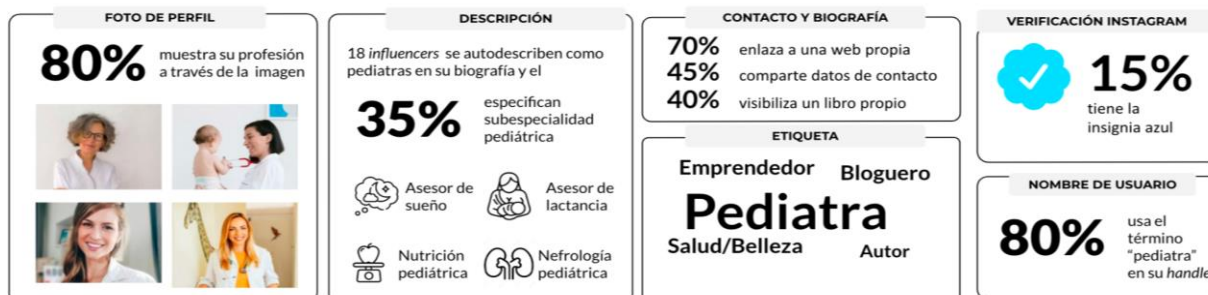 FOTO DE PERFIL
80%
muestra su profesión
a través de la imagen
DESCRIPCIÓN
18 influencers se autodescriben como
pediatras en su biografía y el
35%
especifican
subespecialidad
pediátrica
Asesor de
sueño
Asesor de
lactancia
Nutrición
pediátrica
Nefrología
pediátrica
CONTACTO Y BIOGRAFÍA
70% enlaza a una web propia
45% comparte datos de contacto
40% visibiliza un libro propio
ETIQUETA
Emprendedor
Bloguero
Pediatra
Salud/Belleza
Autor
VERIFICACIÓN INSTAGRAM
15%
tiene la
insignia azul
NOMBRE DE USUARIO
80%
usa el
término
"pediatra"
en su handle